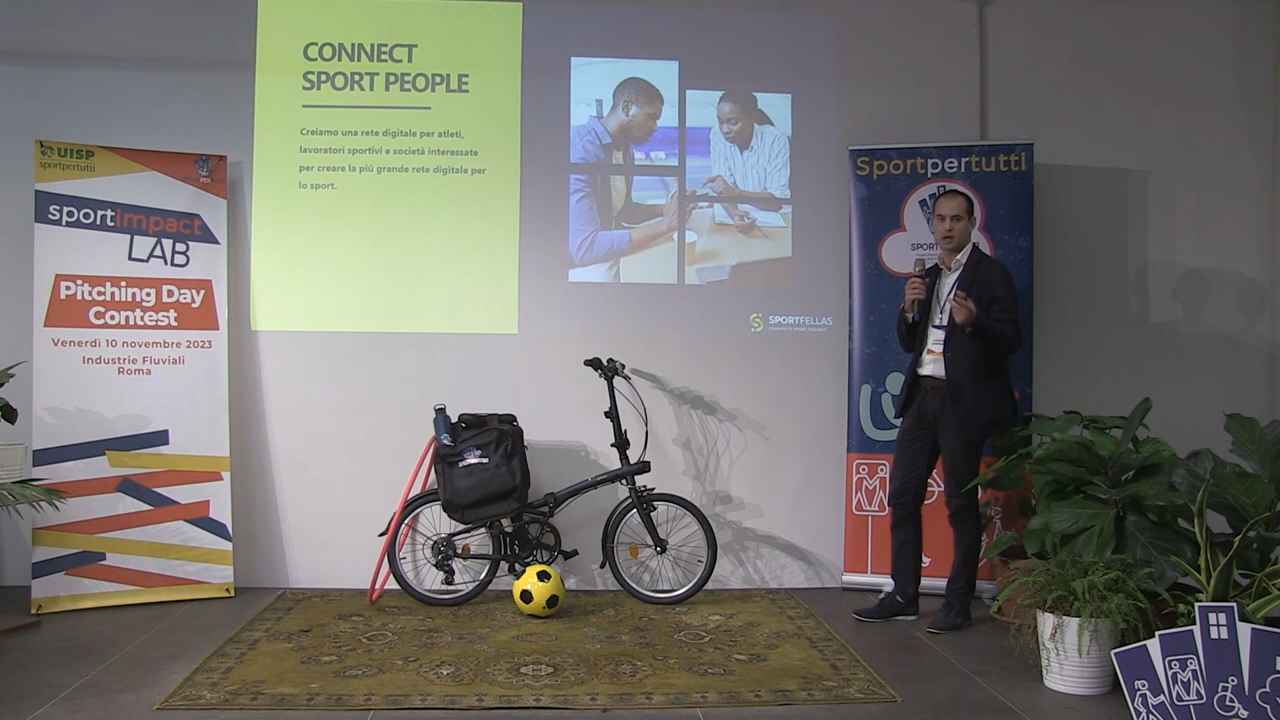 UISP
sportpertutti
sportimpact
LAB
Pitching Day
Contest
Venerdì 10 novembre 2023
Industrie Fluviali
Roma
CONNECT
SPORT PEOPLE
Creiamo una rete digitale per atleti,
lavoratori sportivi e società interessate
per creare la più grande rete digitale per
lo sport.
SPORTFELLAS
Sportpertutti
SPOR